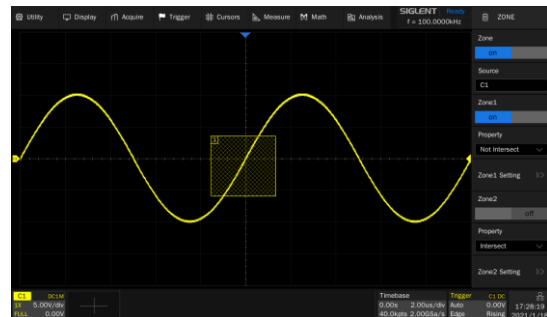 Utility Display Acquire Trigger Cursors Measure Math Analysis
SIGLENT Ready
f = 100.0000kHz
ZONE
Zone
on
Source
C1
Zone1
on
Property
Not Intersect
Zone1 Setting
Zone2
off
Property
Intersect
Zone2 Setting
1
C1 DC1M
1X 5.00V/div
FULL 0.00V
Timebase
0.00s 2.00us/div
40.0kpts 2.00GSa/s
Trigger C1 DC
Auto 0.00V
Edge Rising
17:28:19
2021/1/18